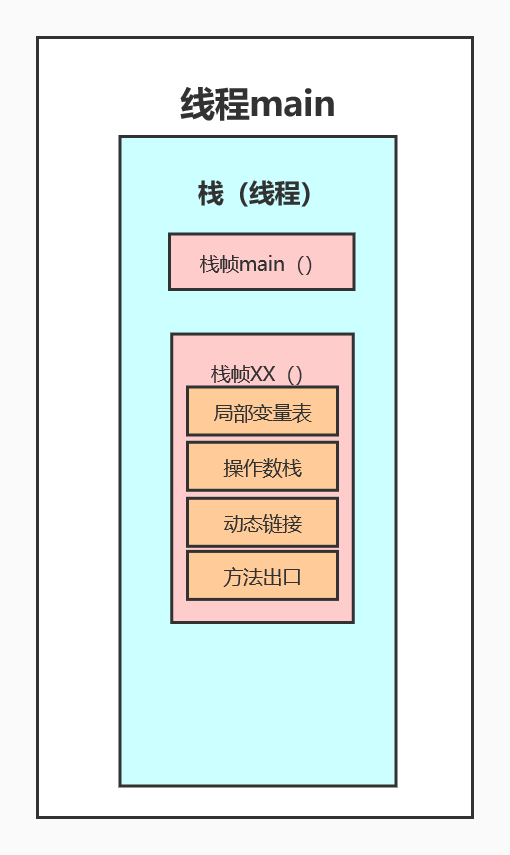 线程main
栈（线程）
栈帧main（）
栈帧XX（）
局部变量表
操作数栈
动态链接
方法出口